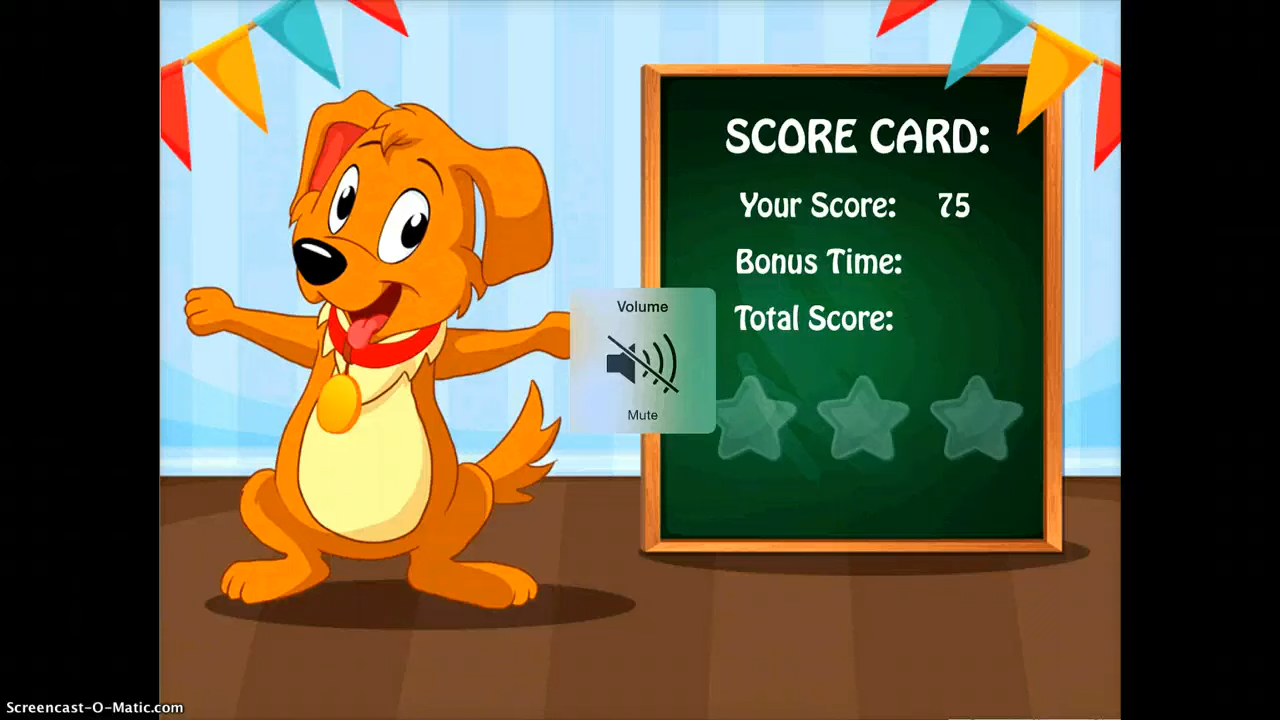 SCORE CARD:
Your Score: 75
Bonus Time:
Total Score:
Volume
Mute
Screencast-O-Matic.com